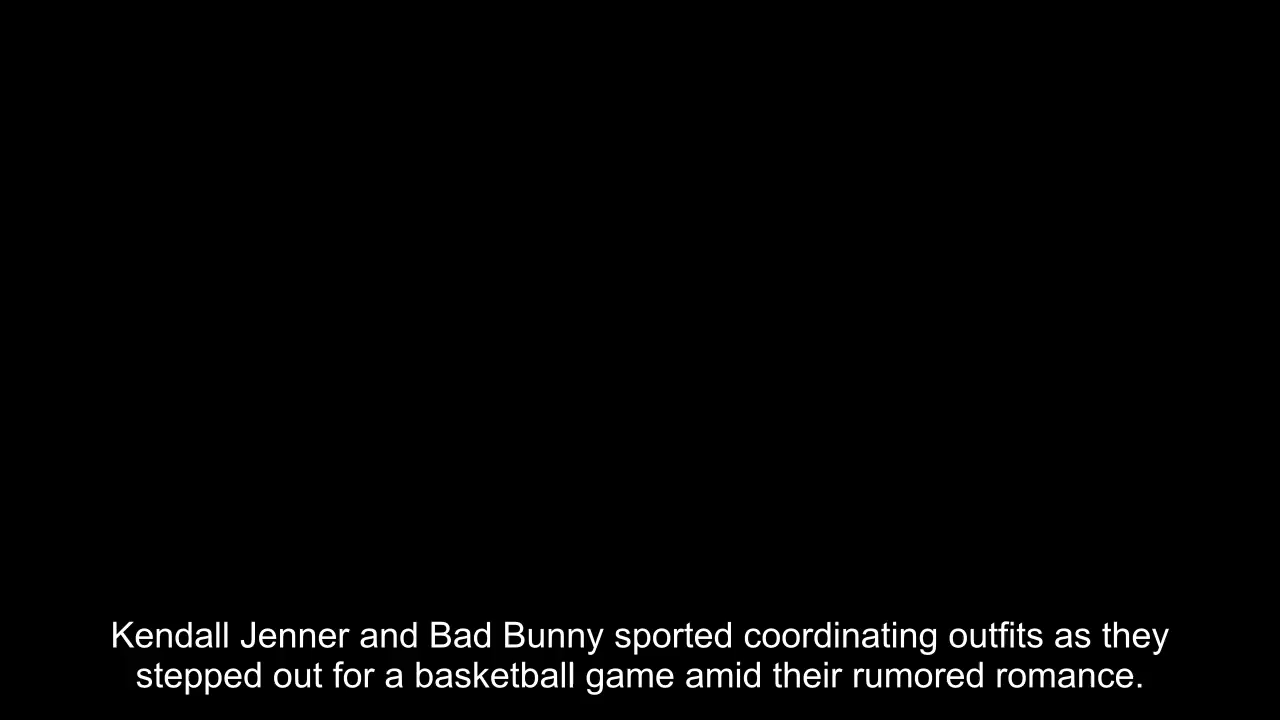 Kendall Jenner and Bad Bunny sported coordinating outfits as they
stepped out for a basketball game amid their rumored romance.